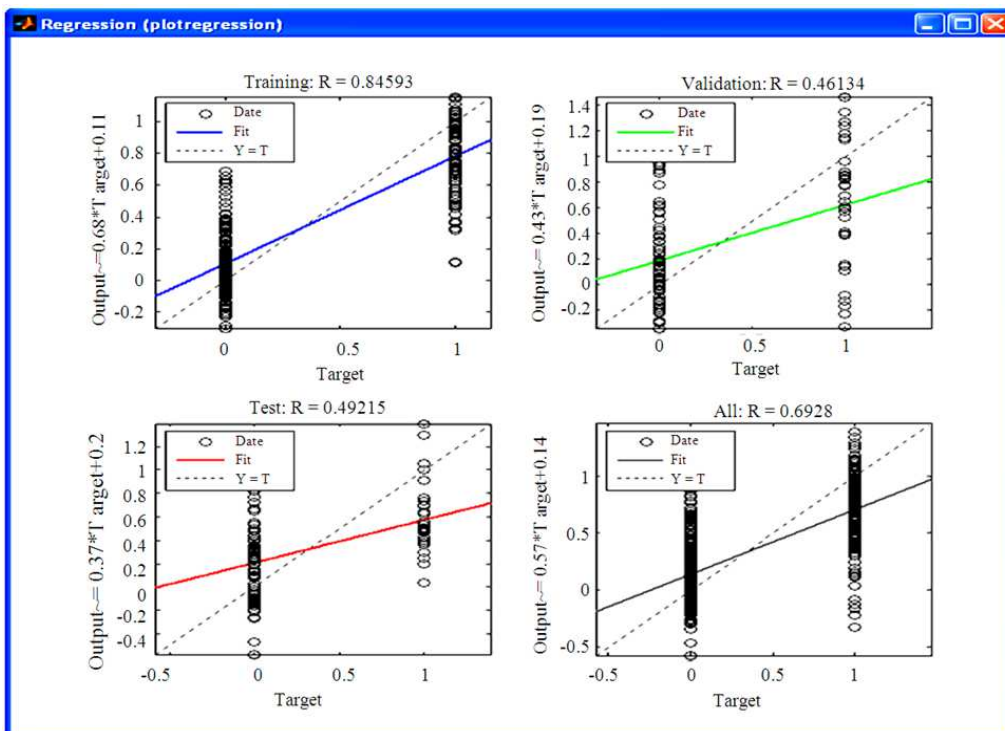 Regression (plotregression)
Training: R = 0.84593
Output~=0.68*T arget+0.11
Date
Fit
Y = T
1
0.8
0.6
0.4
0.2
0
-0.2
0
0.5
1
Target
Validation: R = 0.46134
Output~= 0.43*T arget+0.19
Date
Fit
Y = T
1.4
1.2
1
0.8
0.6
0.4
0.2
0
-0.2
0
0.5
1
Target
Test: R = 0.49215
Output~= 0.37*T arget+0.2
Date
Fit
Y = T
1.2
1
0.8
0.6
0.4
0.2
0
-0.2
-0.4
-0.5
0
0.5
1
Target
All: R = 0.6928
Output~= 0.57*T arget+0.14
Date
Fit
Y = T
1
0.5
0
-0.5
-0.5
0
0.5
1
Target